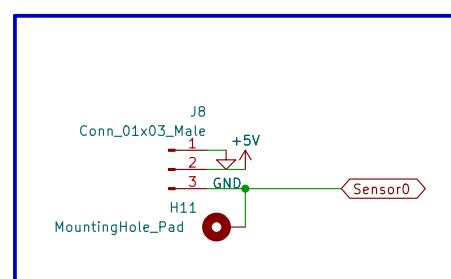 J8
Conn_01x03_Male
+5V
1
2
3
GND
Sensor0
H11
MountingHole_Pad